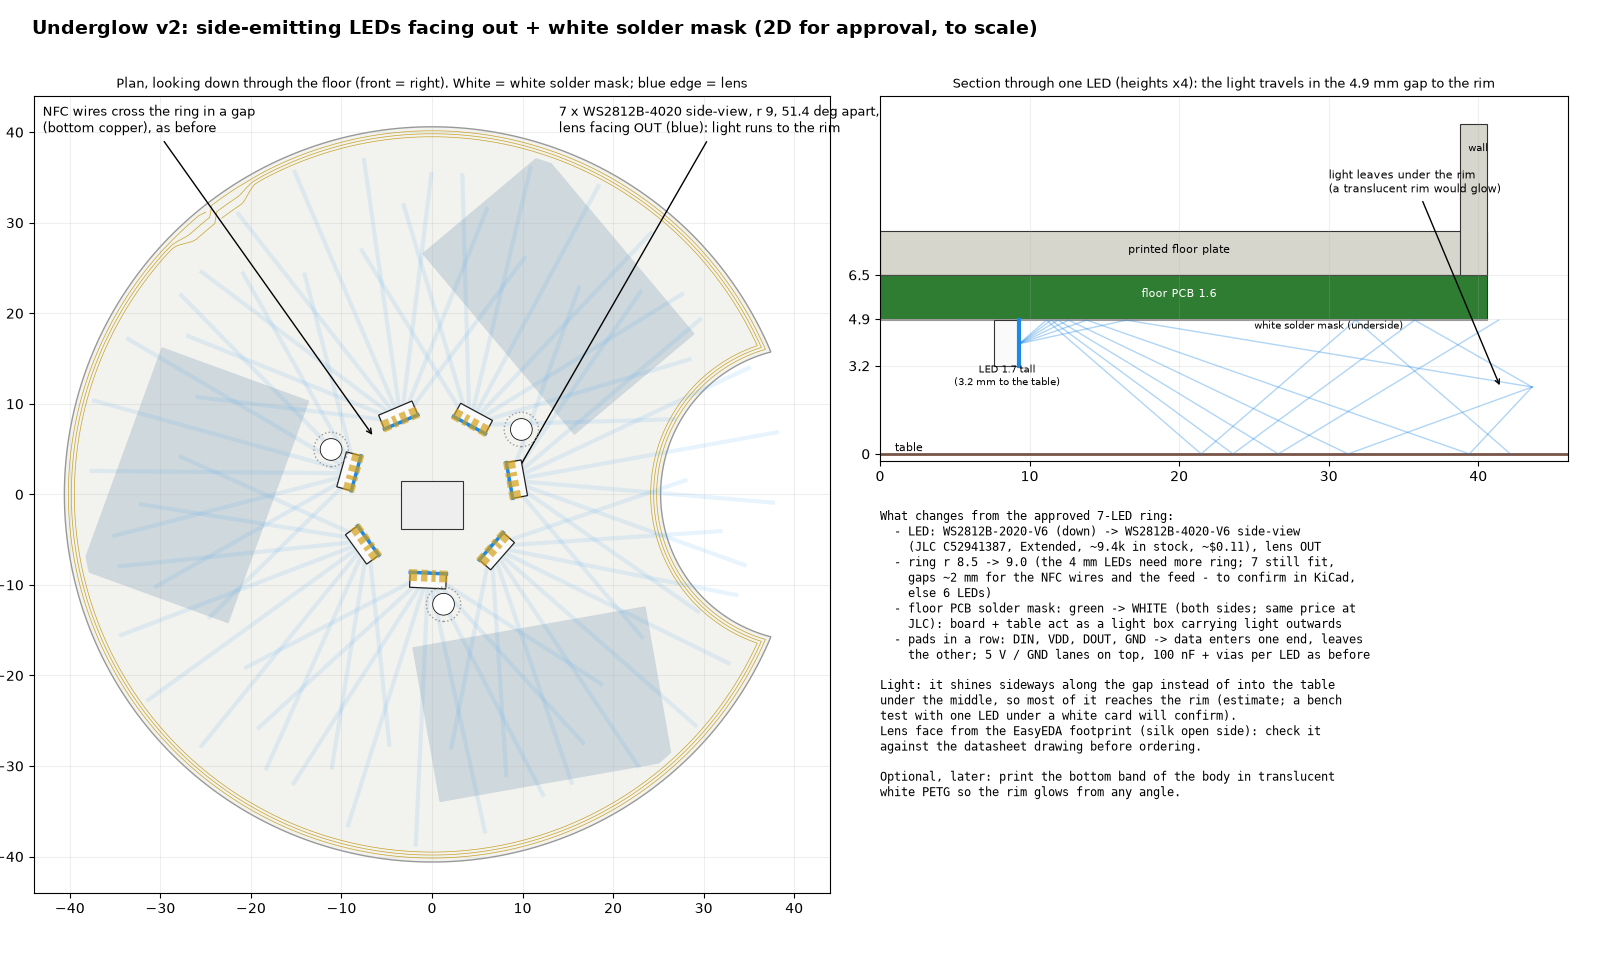 Underglow v2: side-emitting LEDs facing out + white solder mask (2D for approval, to scale)
Plan, looking down through the floor (front = right). White = white solder mask; blue edge = lens
NFC wires cross the ring in a gap
(bottom copper), as before
7 x WS2812B-4020 side-view, r 9, 51.4 deg apart,
lens facing OUT (blue): light runs to the rim
40
30
20
10
0
−10
−20
−30
−40
−40
−30
−20
−10
0
10
20
30
40
Section through one LED (heights x4): the light travels in the 4.9 mm gap to the rim
wall
light leaves under the rim
(a translucent rim would glow)
printed floor plate
6.5
floor PCB 1.6
4.9
white solder mask (underside)
3.2
LED 1.7 tall
(3.2 mm to the table)
table
0
0
10
20
30
40
What changes from the approved 7-LED ring:
- LED: WS2812B-2020-V6 (down) -> WS2812B-4020-V6 side-view
(JLC C52941387, Extended, ~9.4k in stock, ~$0.11), lens OUT
- ring r 8.5 -> 9.0 (the 4 mm LEDs need more ring; 7 still fit,
gaps ~2 mm for the NFC wires and the feed - to confirm in KiCad,
else 6 LEDs)
- floor PCB solder mask: green -> WHITE (both sides; same price at
JLC): board + table act as a light box carrying light outwards
- pads in a row: DIN, VDD, DOUT, GND -> data enters one end, leaves
the other; 5 V / GND lanes on top, 100 nF + vias per LED as before
Light: it shines sideways along the gap instead of into the table
under the middle, so most of it reaches the rim (estimate; a bench
test with one LED under a white card will confirm).
Lens face from the EasyEDA footprint (silk open side): check it
against the datasheet drawing before ordering.
Optional, later: print the bottom band of the body in translucent
white PETG so the rim glows from any angle.